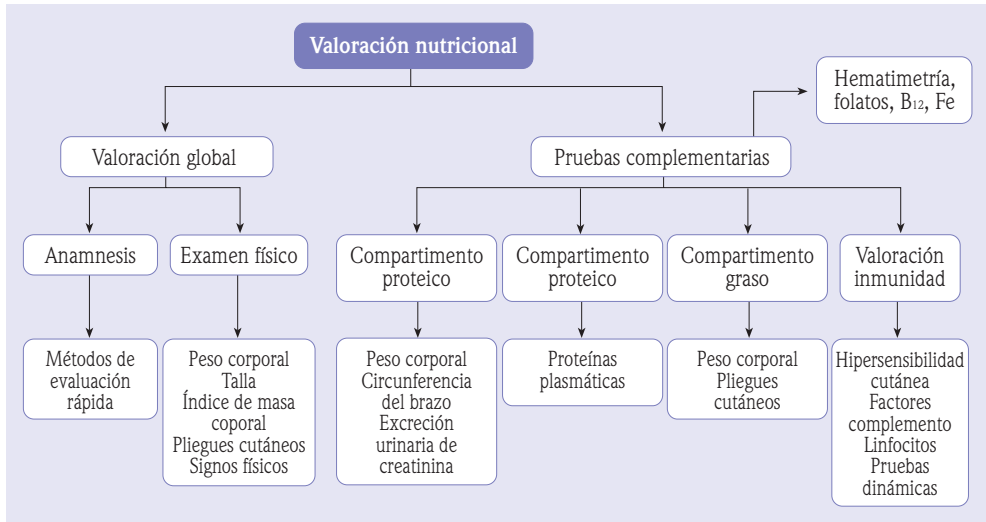 Valoración nutricional
Hematimetría,
folatos, B12, Fe
Valoración global
Pruebas complementarias
Anamnesis
Examen físico
Compartimento
proteico
Compartimento
proteico
Compartimento
graso
Valoración
inmunidad
Métodos de
evaluación
rápida
Peso corporal
Talla
Índice de masa
coporal
Pliegues cutáneos
Signos físicos
Peso corporal
Circunferencia
del brazo
Excreción
urinaria de
creatinina
Proteínas
plasmáticas
Peso corporal
Pliegues
cutáneos
Hipersensibilidad
cutánea
Factores
complemento
Linfocitos
Pruebas
dinámicas